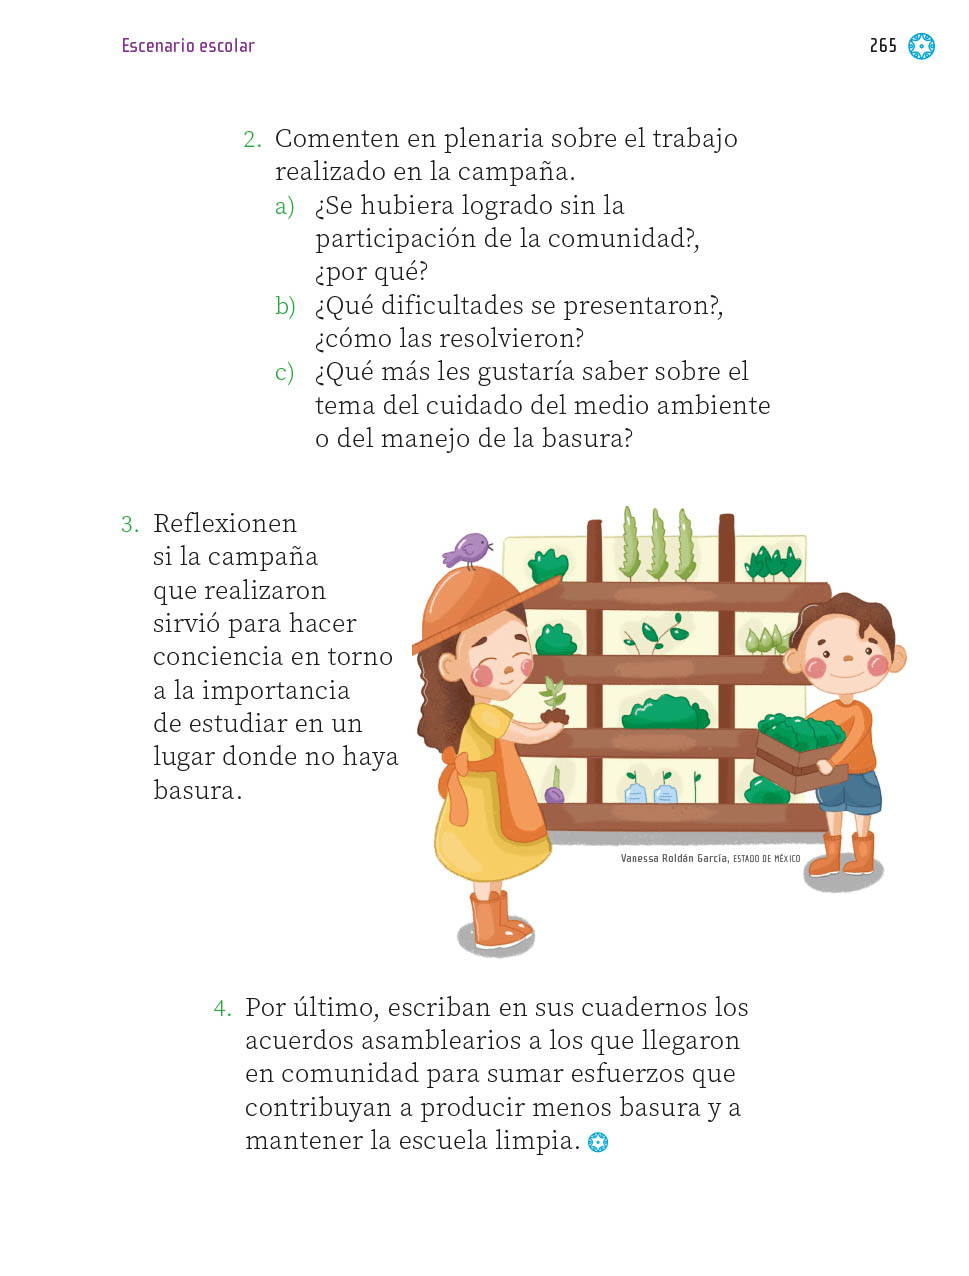 Escenario escolar
265
2. Comenten en plenaria sobre el trabajo
realizado en la campaña.
a) ¿Se hubiera logrado sin la
participación de la comunidad?,
¿por qué?
b) ¿Qué dificultades se presentaron?,
¿cómo las resolvieron?
c) ¿Qué más les gustaría saber sobre el
tema del cuidado del medio ambiente
o del manejo de la basura?
3. Reflexionen
si la campaña
que realizaron
sirvió para hacer
conciencia en torno
a la importancia
de estudiar en un
lugar donde no haya
basura.
Vanessa Roldán García, ESTADO DE MÉXICO
4. Por último, escriban en sus cuadernos los
acuerdos asamblearios a los que llegaron
en comunidad para sumar esfuerzos que
contribuyan a producir menos basura y a
mantener la escuela limpia.